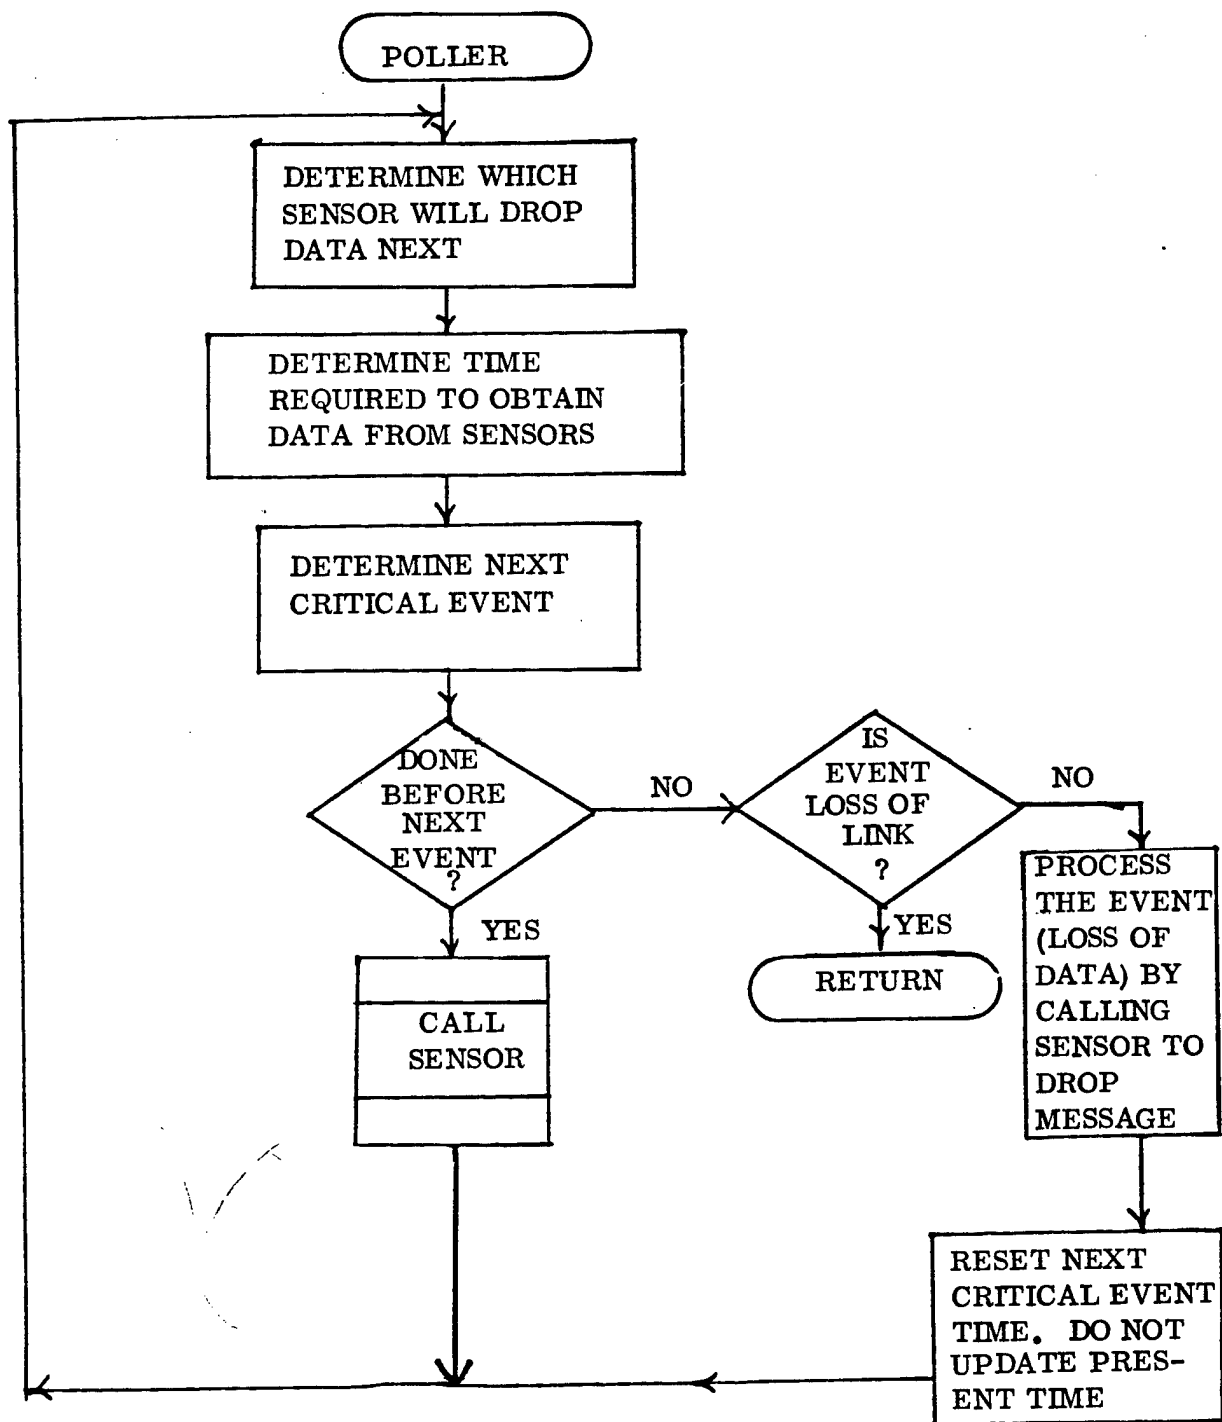 POLLER
DETERMINE WHICH
SENSOR WILL DROP
DATA NEXT
DETERMINE TIME
REQUIRED TO OBTAIN
DATA FROM SENSORS
DETERMINE NEXT
CRITICAL EVENT
DONE
BEFORE
NEXT
EVENT
?
NO
YES
IS
EVENT
LOSS OF
LINK
?
NO
YES
RETURN
CALL
SENSOR
PROCESS
THE EVENT
(LOSS OF
DATA) BY
CALLING
SENSOR TO
DROP
MESSAGE
RESET NEXT
CRITICAL EVENT
TIME. DO NOT
UPDATE PRES-
ENT TIME